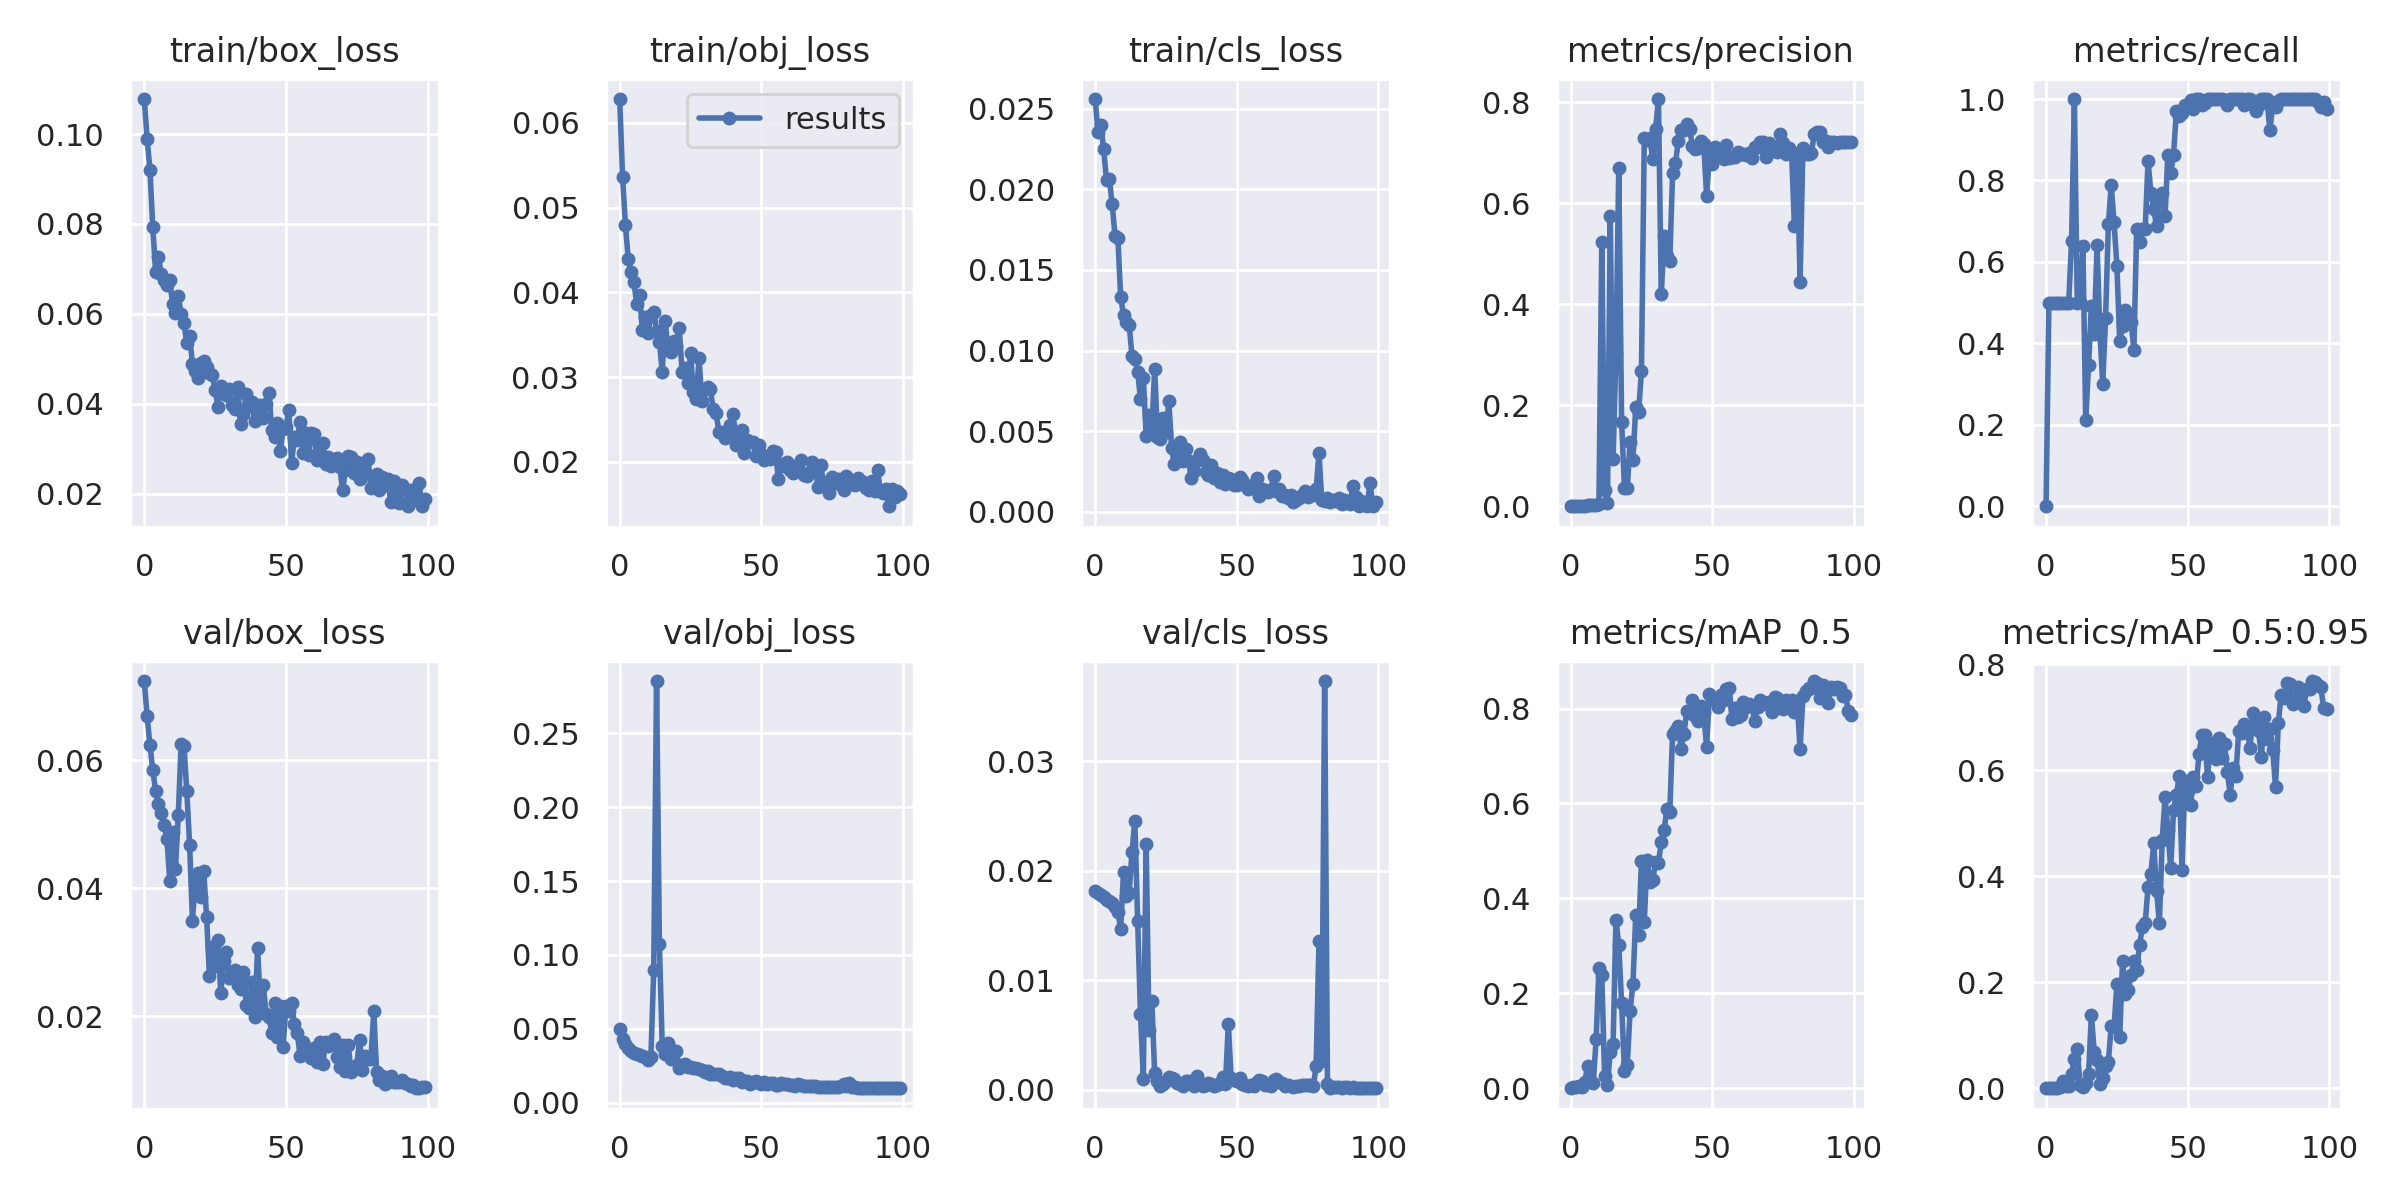 train/box_loss
0.10
0.08
0.06
0.04
0.02
0 50 100
train/obj_loss
results
0.06
0.05
0.04
0.03
0.02
0 50 100
train/cls_loss
0.025
0.020
0.015
0.010
0.005
0.000
0 50 100
metrics/precision
0.8
0.6
0.4
0.2
0.0
0 50 100
metrics/recall
1.0
0.8
0.6
0.4
0.2
0.0
0 50 100
val/box_loss
0.06
0.04
0.02
0 50 100
val/obj_loss
0.25
0.20
0.15
0.10
0.05
0.00
0 50 100
val/cls_loss
0.03
0.02
0.01
0.00
0 50 100
metrics/mAP_0.5
0.8
0.6
0.4
0.2
0.0
0 50 100
metrics/mAP_0.5:0.95
0.8
0.6
0.4
0.2
0.0
0 50 100